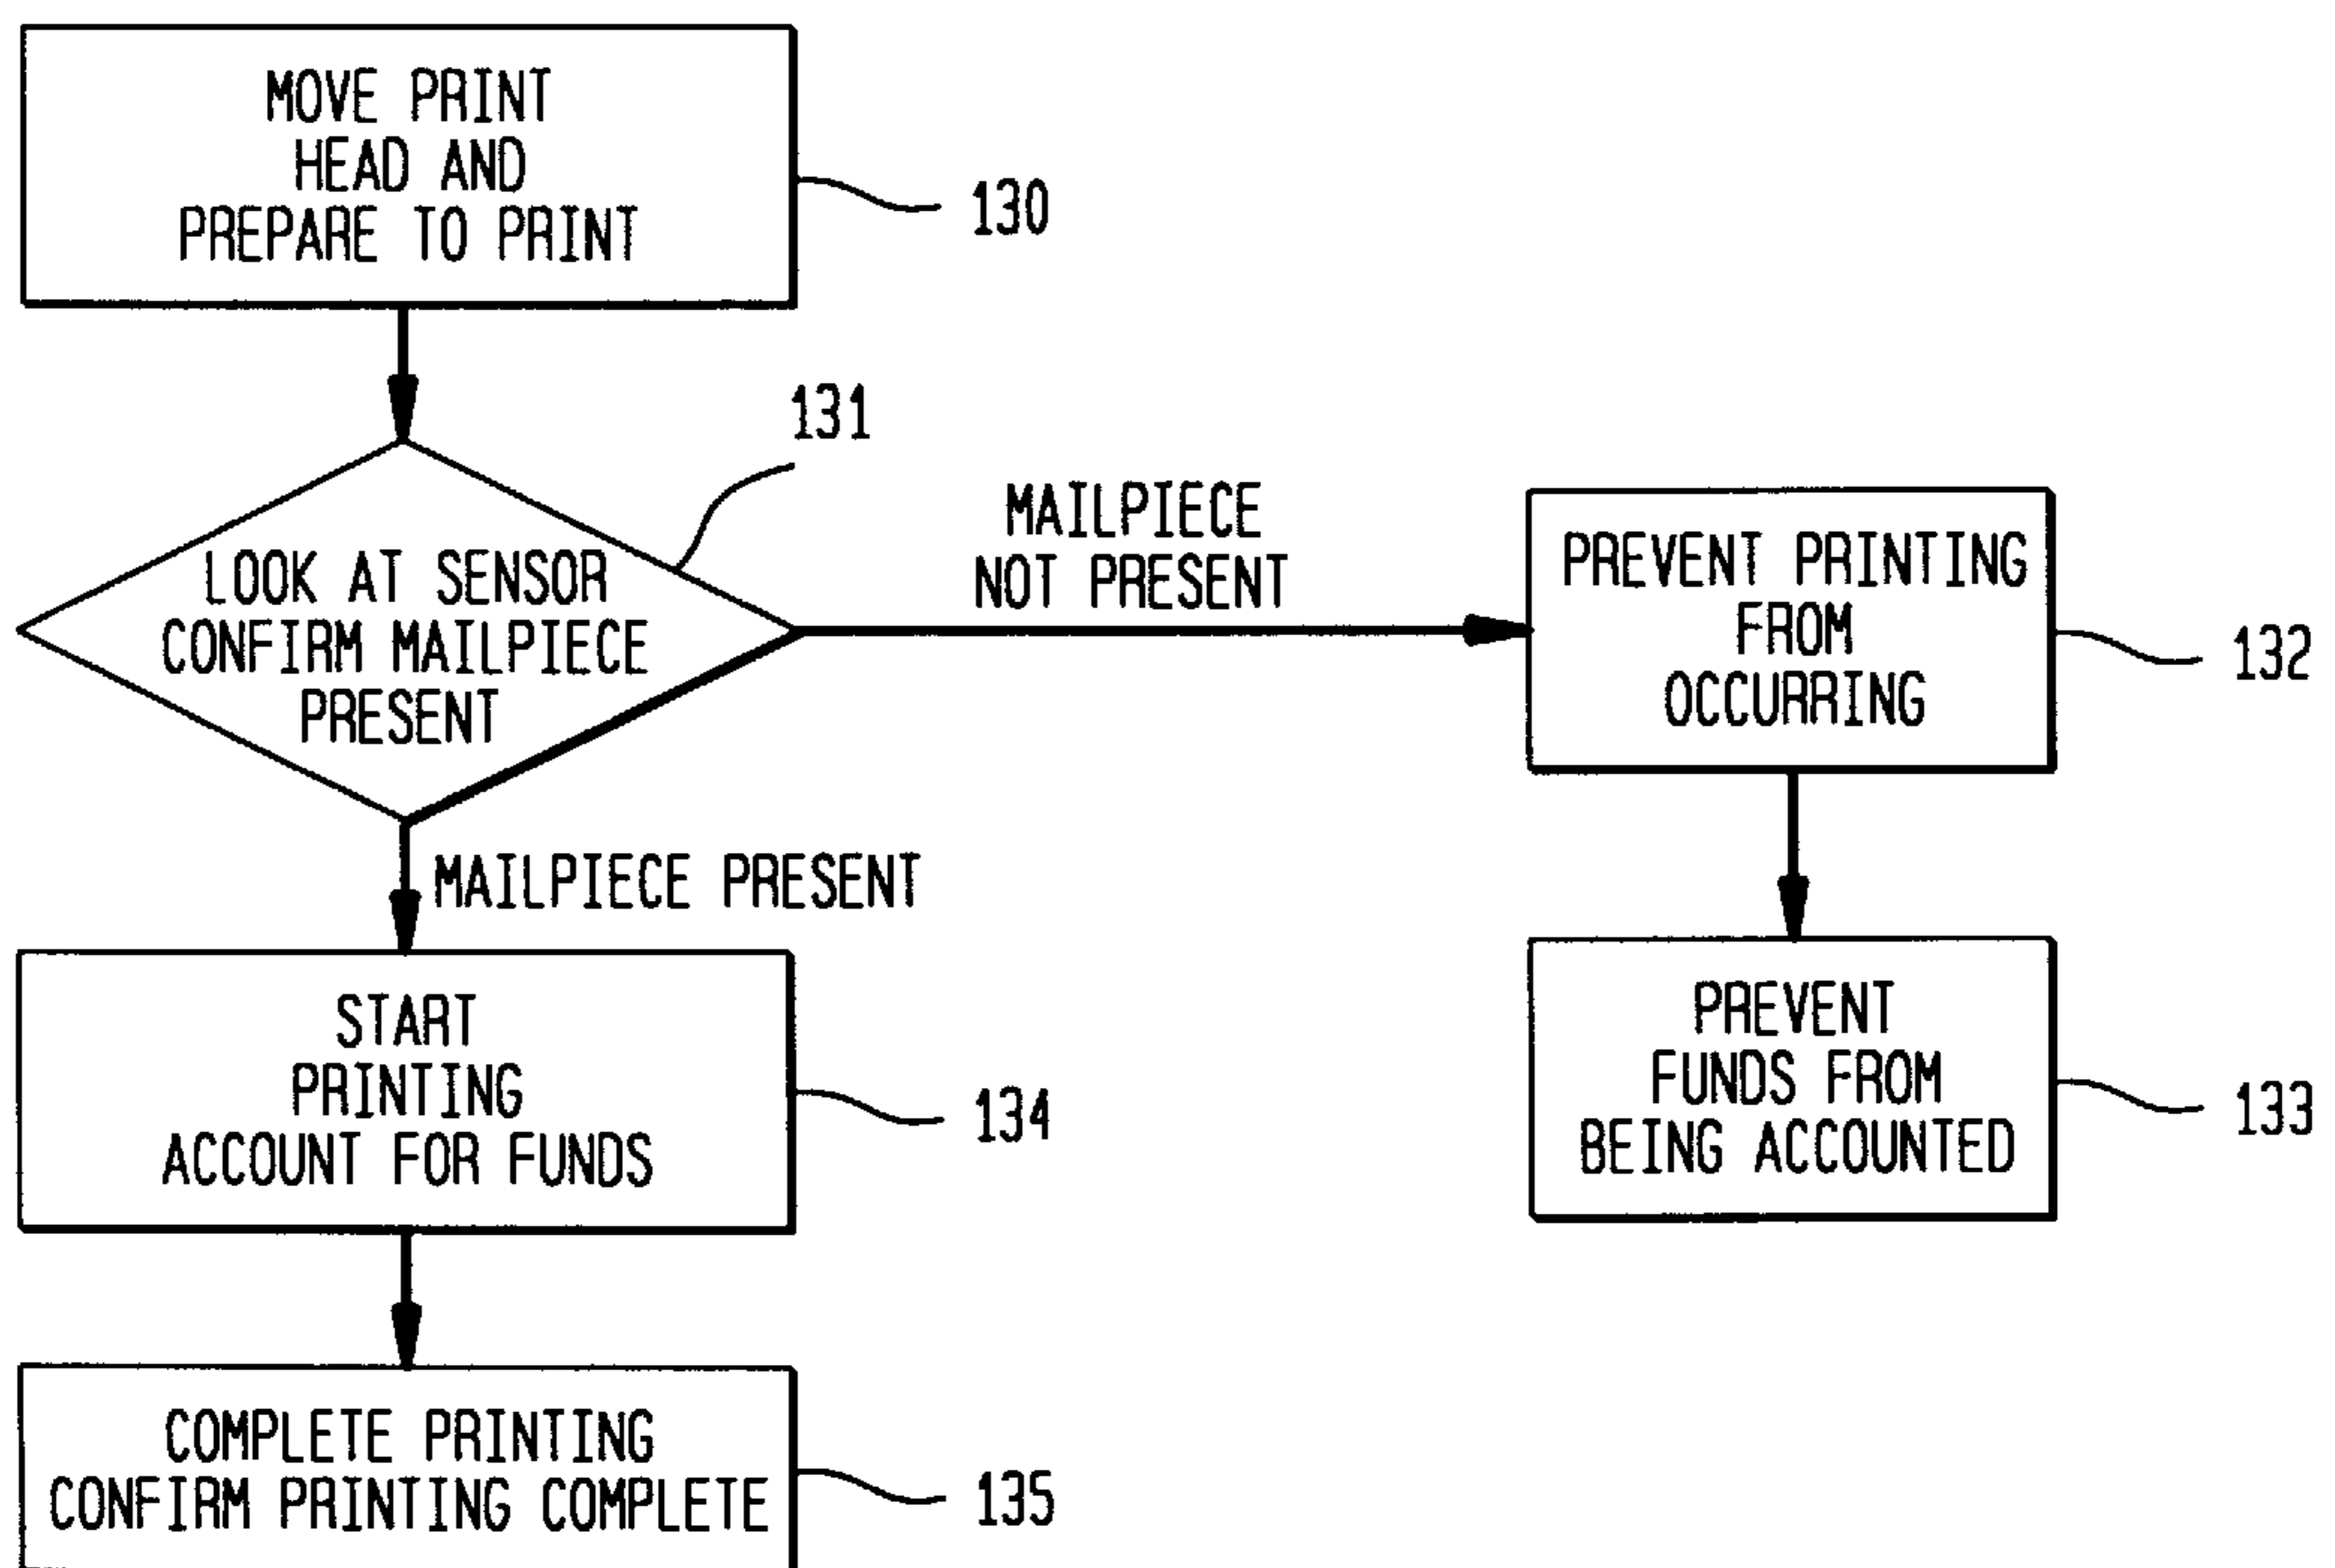 MOVE PRINT
HEAD AND
PREPARE TO PRINT
130
131
LOOK AT SENSOR
CONFIRM MAILPIECE
PRESENT
MAILPIECE
NOT PRESENT
PREVENT PRINTING
FROM
OCCURRING
132
MAILPIECE PRESENT
START
PRINTING
ACCOUNT FOR FUNDS
134
PREVENT
FUNDS FROM
BEING ACCOUNTED
133
COMPLETE PRINTING
CONFIRM PRINTING COMPLETE
135